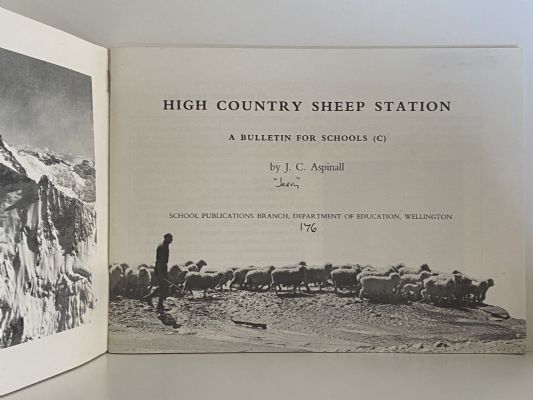 HIGH COUNTRY SHEEP STATION
A BULLETIN FOR SCHOOLS (C)
by J. C. Aspinall
"Jerry"
SCHOOL PUBLICATIONS BRANCH, DEPARTMENT OF EDUCATION, WELLINGTON
176